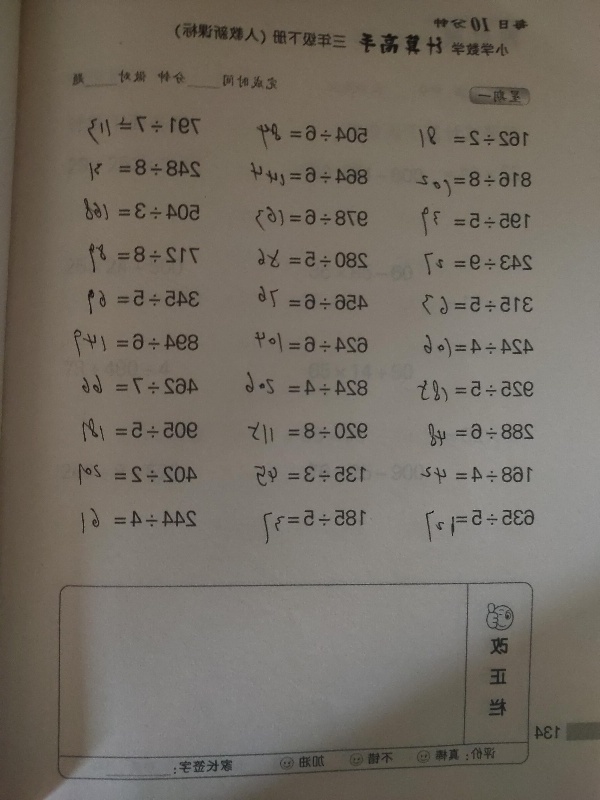 每日10分钟
小学数学 计算高手 三年级下册（人教新课标）
完成时间____分钟 做对____题
星期一
162÷2= 81 504÷6= 84 791÷7= 113
816÷8= 102 864÷6= 144 248÷8= 31
195÷5= 39 978÷6= 163 504÷3= 168
243÷9= 27 280÷5= 56 712÷8= 89
315÷5= 63 456÷6= 76 345÷5= 69
424÷4= 106 624÷6= 104 894÷6= 149
925÷5= 185 824÷4= 206 462÷7= 66
288÷6= 48 920÷8= 115 905÷5= 181
168÷4= 42 135÷3= 45 402÷2= 201
635÷5= 127 185÷5= 37 244÷4= 61
改
正
栏
评价：真棒 不错 加油 家长签字：________
134